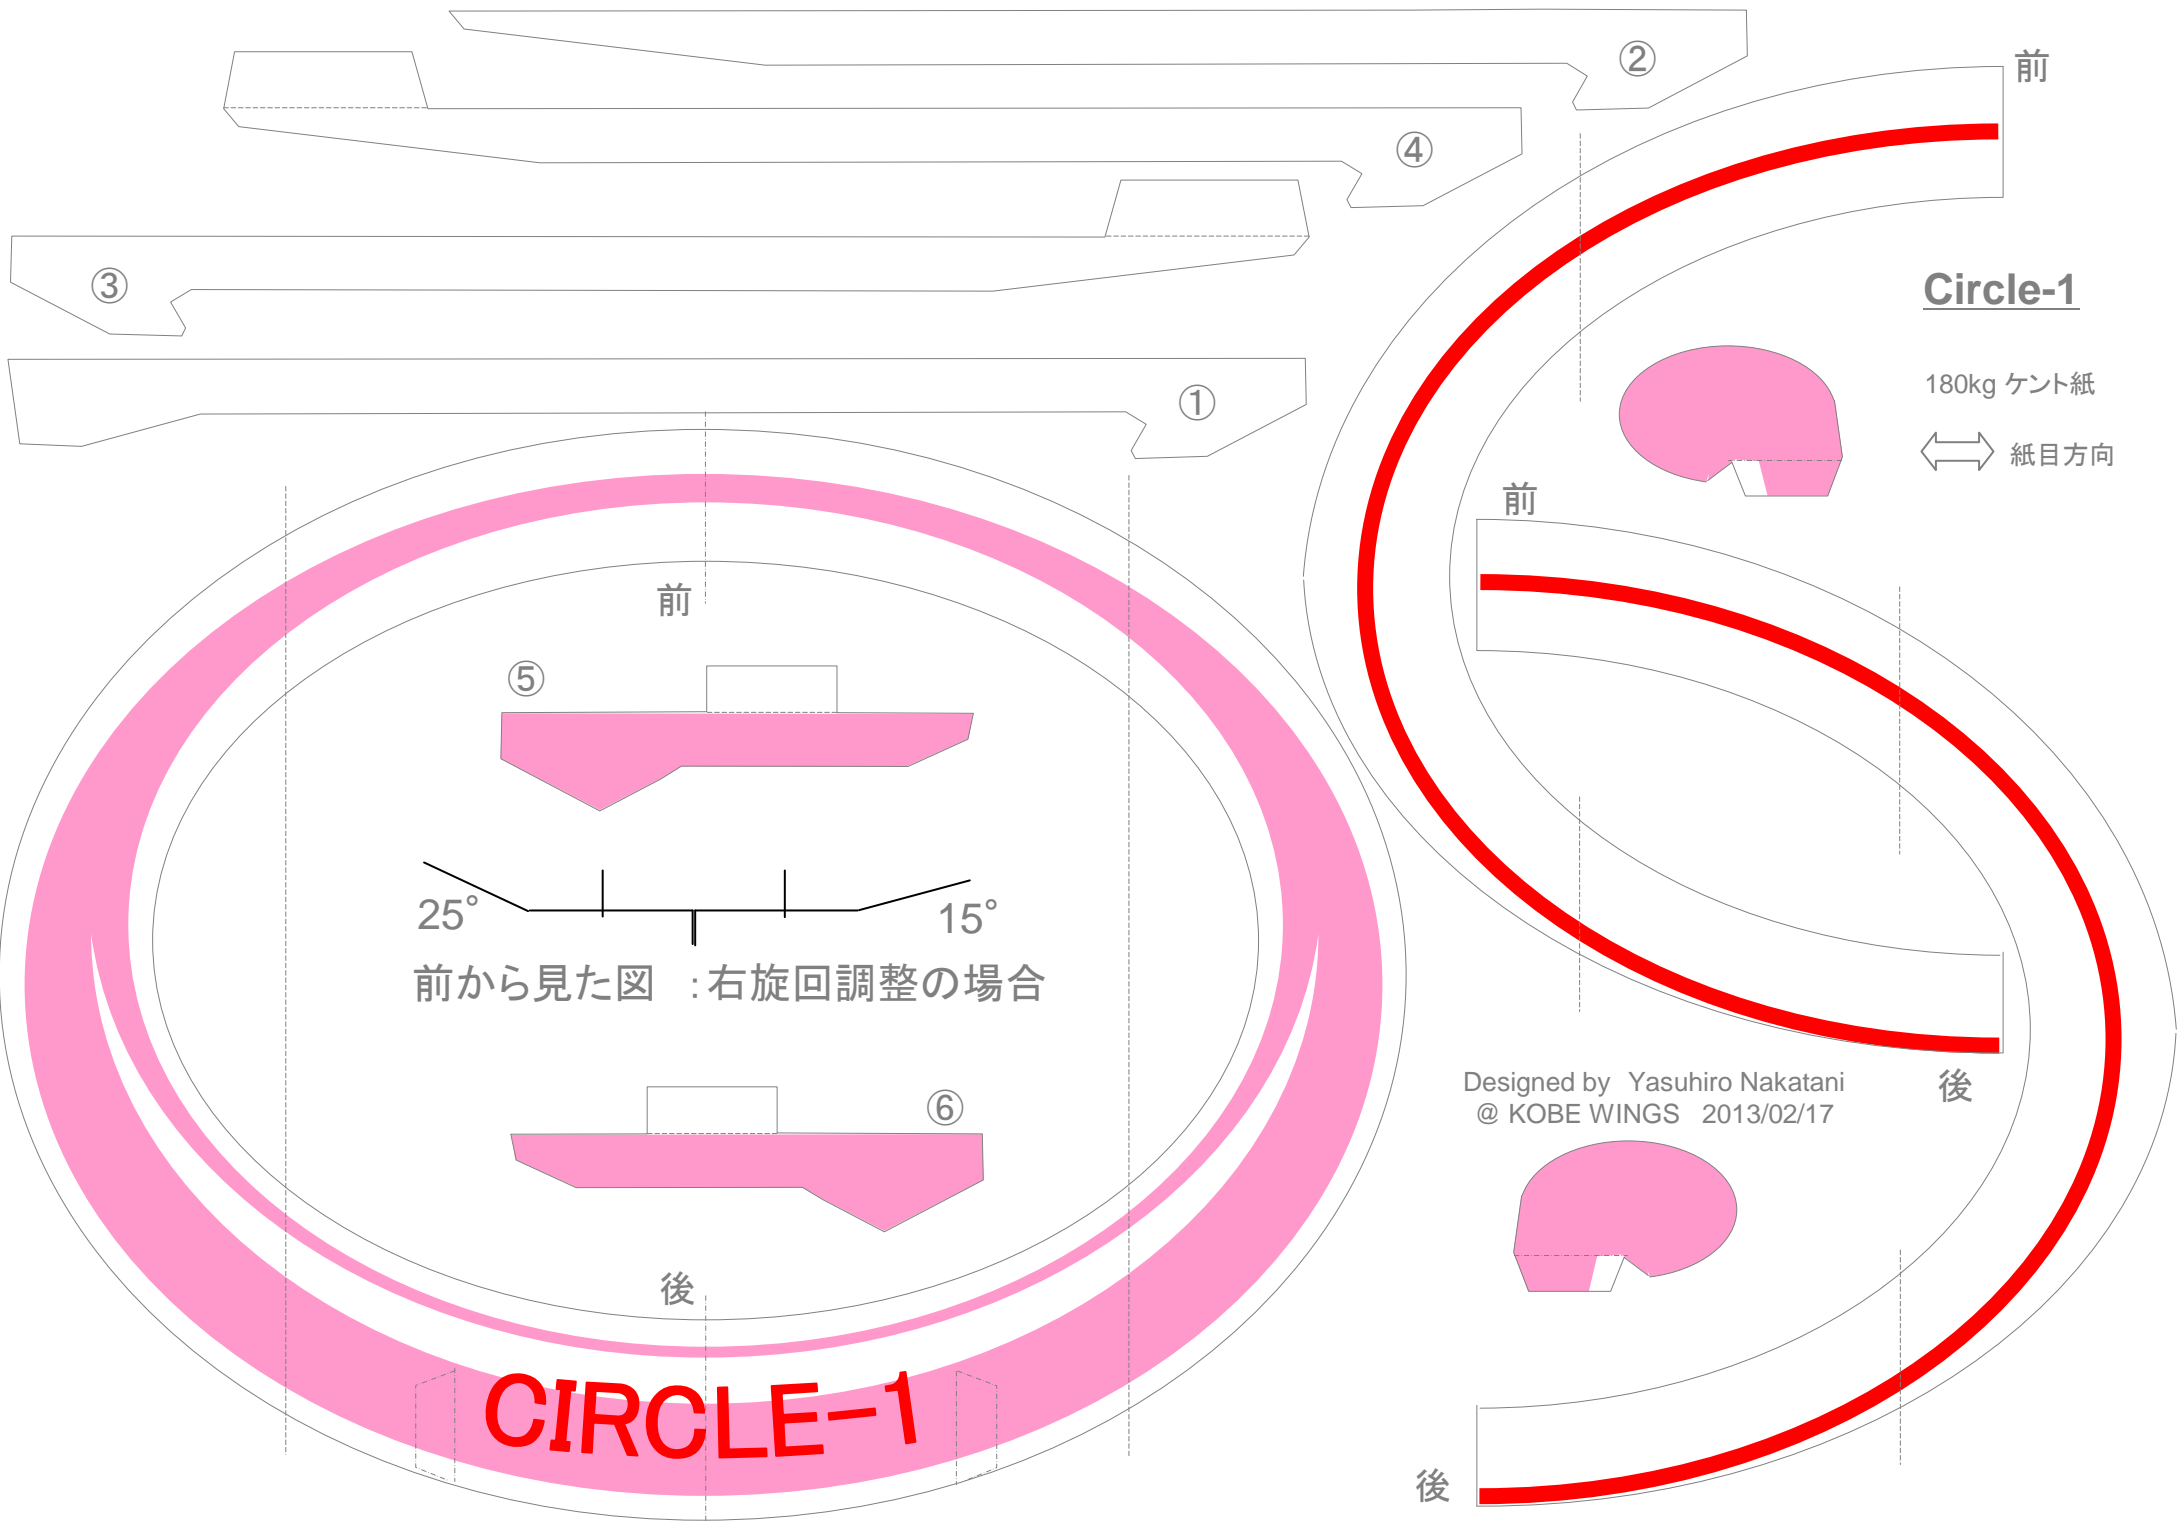 ②
前
④
③
Circle-1
①
180kg ケント紙
紙目方向
前
前
⑤
25°
15°
前から見た図 :右旋回調整の場合
Designed by Yasuhiro Nakatani
@ KOBE WINGS 2013/02/17
後
⑥
後
CIRCLE-1
後